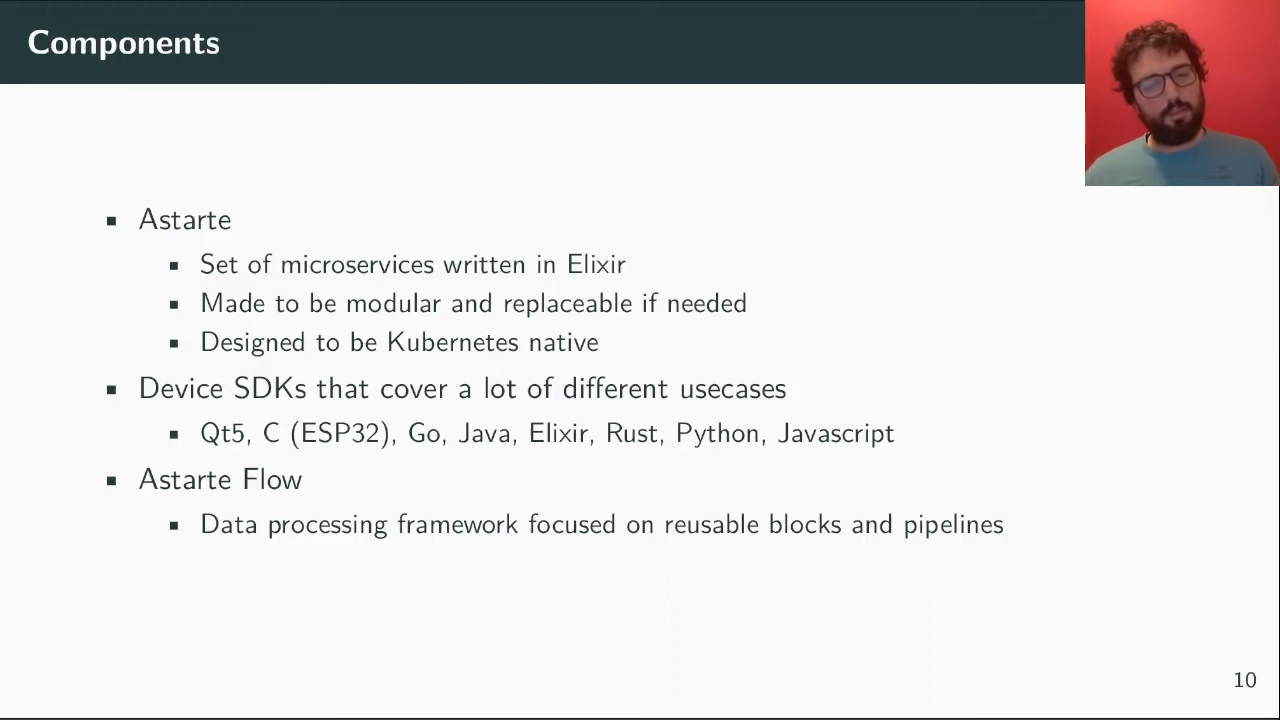 Components
Astarte
Set of microservices written in Elixir
Made to be modular and replaceable if needed
Designed to be Kubernetes native
Device SDKs that cover a lot of different usecases
Qt5, C (ESP32), Go, Java, Elixir, Rust, Python, Javascript
Astarte Flow
Data processing framework focused on reusable blocks and pipelines
10